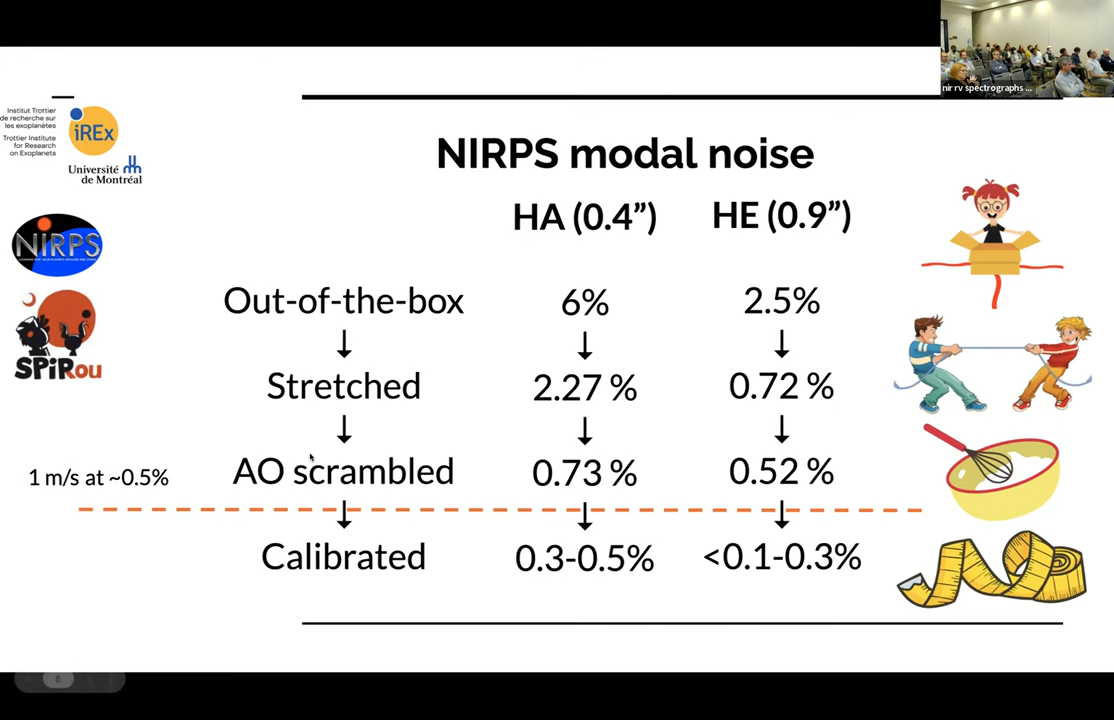 nir rv spectrographs ...
Institut Trottier
de recherche sur
les exoplanètes
Trottier Institute
for Research
on Exoplanets
iREx
Université
de Montréal
NIRPS
SPiRou
NIRPS modal noise
HA (0.4”) HE (0.9”)
Out-of-the-box 6% 2.5%
Stretched 2.27 % 0.72 %
1 m/s at ~0.5% AO scrambled 0.73 % 0.52 %
Calibrated 0.3-0.5% <0.1-0.3%